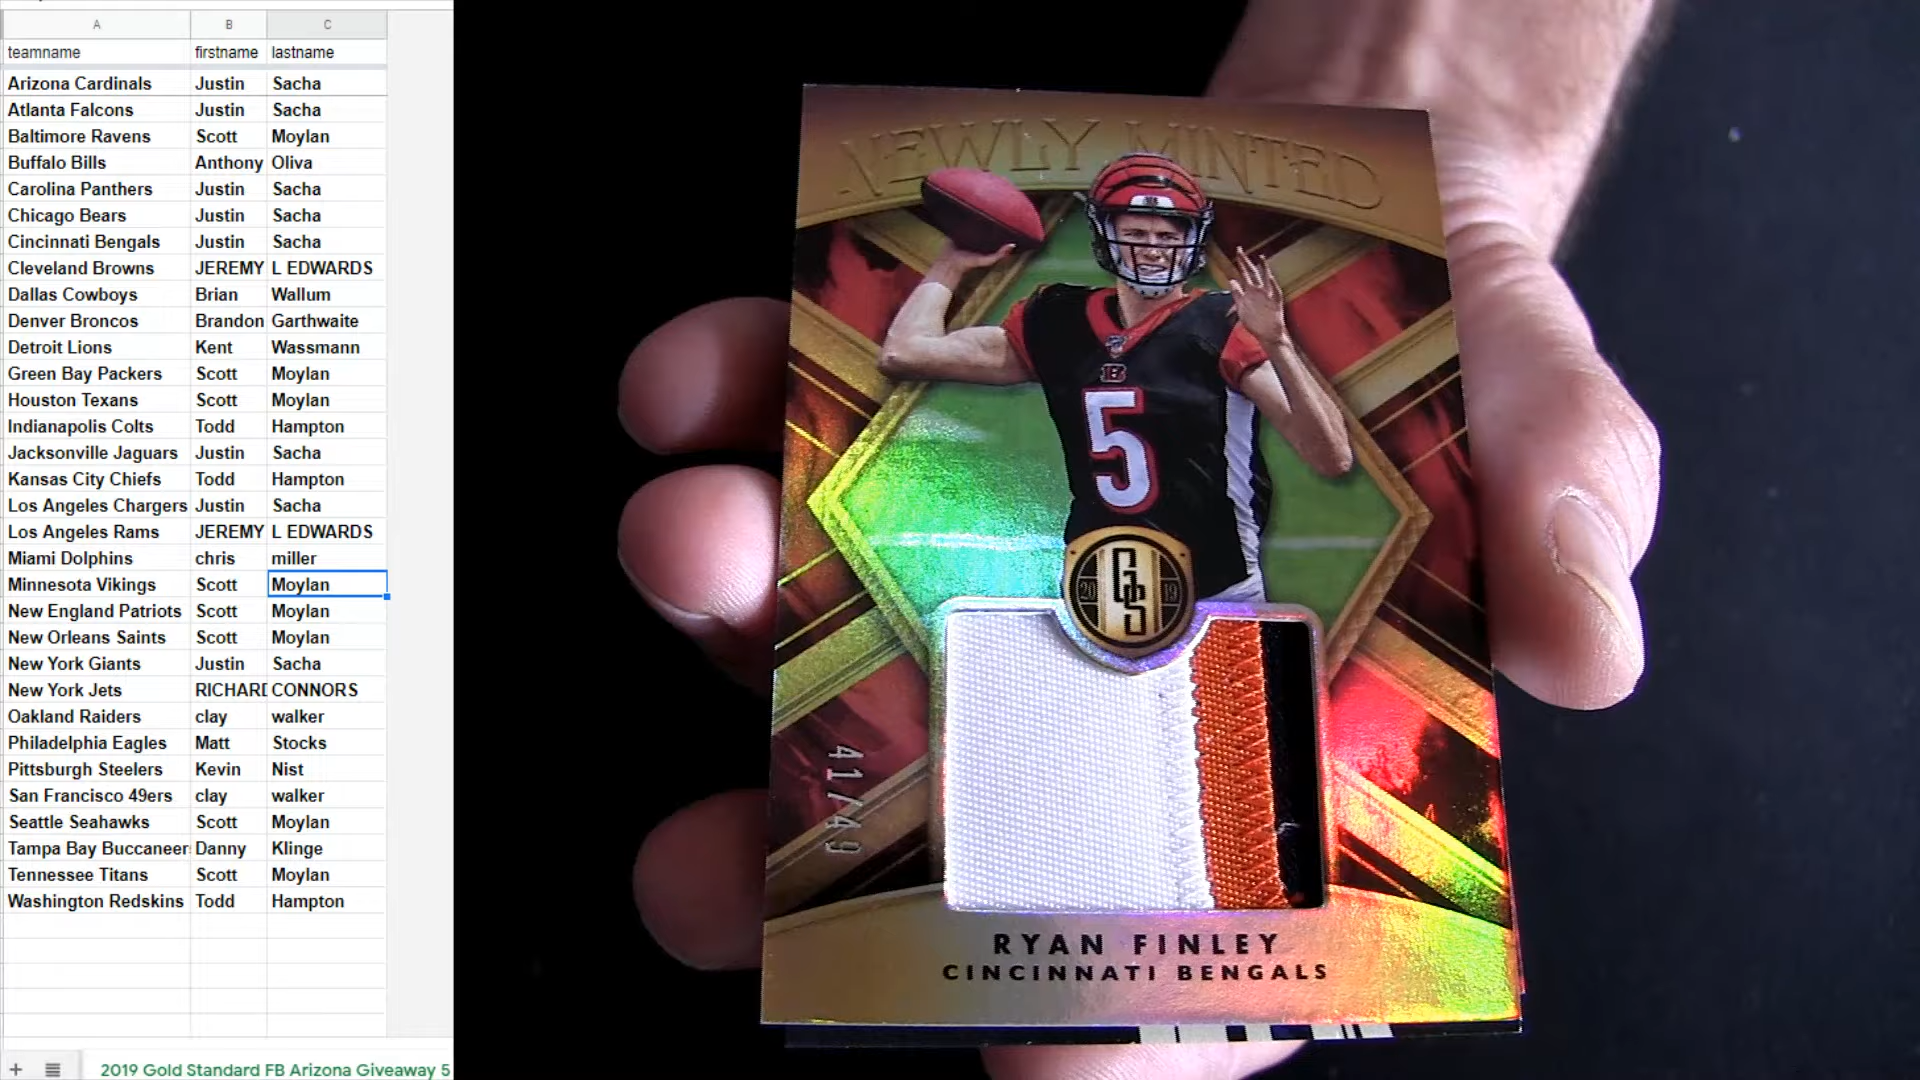 A B C
teamname firstname lastname
Arizona Cardinals Justin Sacha
Atlanta Falcons Justin Sacha
Baltimore Ravens Scott Moylan
Buffalo Bills Anthony Oliva
Carolina Panthers Justin Sacha
Chicago Bears Justin Sacha
Cincinnati Bengals Justin Sacha
Cleveland Browns JEREMY L EDWARDS
Dallas Cowboys Brian Wallum
Denver Broncos Brandon Garthwaite
Detroit Lions Kent Wassmann
Green Bay Packers Scott Moylan
Houston Texans Scott Moylan
Indianapolis Colts Todd Hampton
Jacksonville Jaguars Justin Sacha
Kansas City Chiefs Todd Hampton
Los Angeles Chargers Justin Sacha
Los Angeles Rams JEREMY L EDWARDS
Miami Dolphins chris miller
Minnesota Vikings Scott Moylan
New England Patriots Scott Moylan
New Orleans Saints Scott Moylan
New York Giants Justin Sacha
New York Jets RICHARD CONNORS
Oakland Raiders clay walker
Philadelphia Eagles Matt Stocks
Pittsburgh Steelers Kevin Nist
San Francisco 49ers clay walker
Seattle Seahawks Scott Moylan
Tampa Bay Buccaneer Danny Klinge
Tennessee Titans Scott Moylan
Washington Redskins Todd Hampton
2019 Gold Standard FB Arizona Giveaway 5
NEWLY MINTED
B
5
20 GS 19
41/49
RYAN FINLEY
CINCINNATI BENGALS